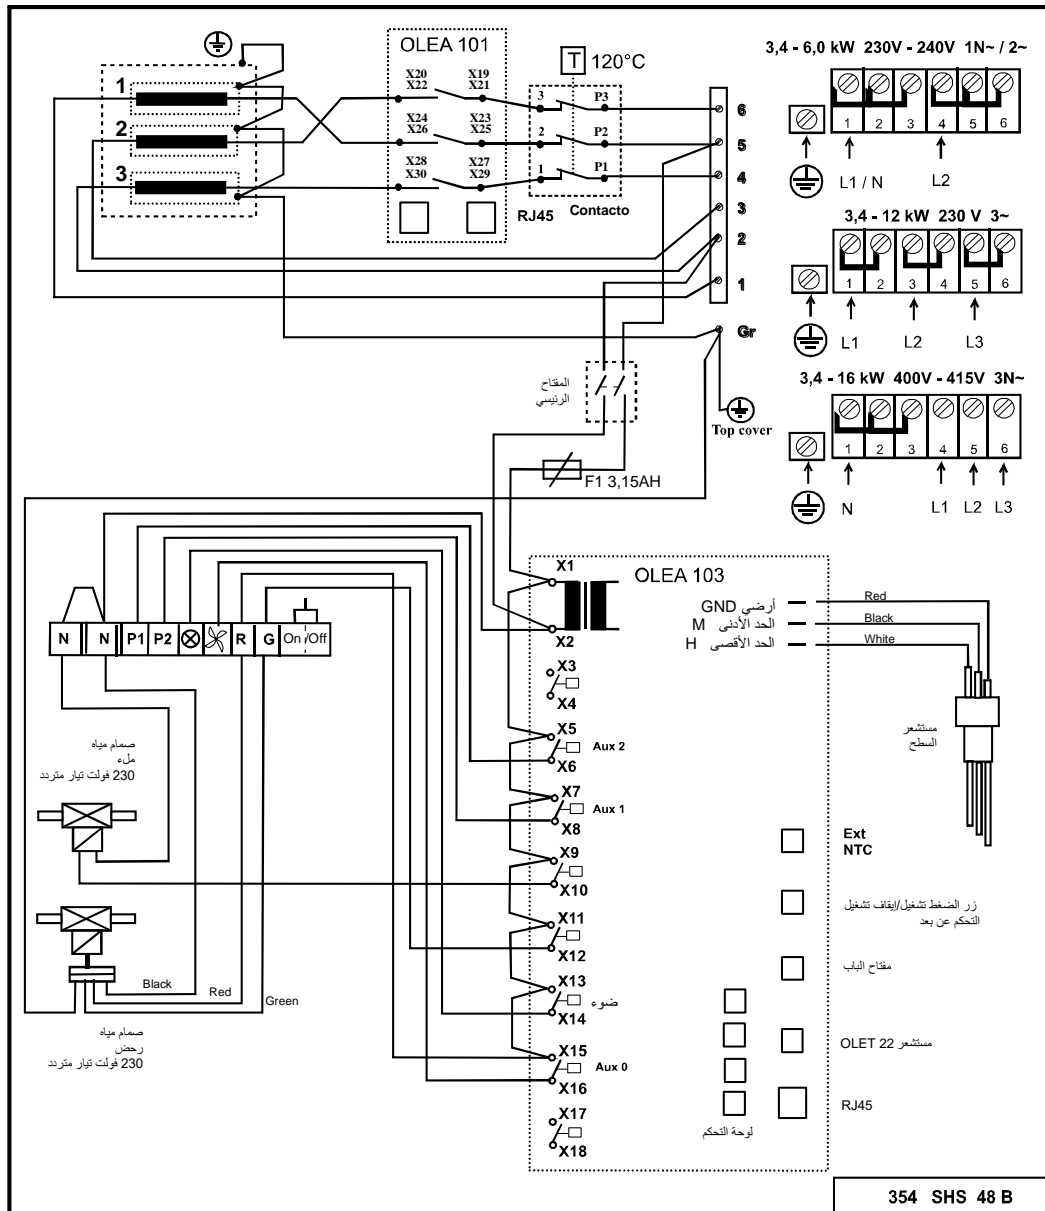 OLEA 101
T 120°C
1
2
3
X20
X22
X19
X21
X24
X26
X23
X25
X28
X30
X27
X29
3
P3
2
P2
1
P1
RJ45
Contacto
6
5
4
3
2
1
Gr
3,4 - 6,0 kW 230V - 240V 1N~ / 2~
1 2 3 4 5 6
L1 / N
L2
3,4 - 12 kW 230 V 3~
1 2 3 4 5 6
L1 L2 L3
3,4 - 16 kW 400V - 415V 3N~
1 2 3 4 5 6
N L1 L2 L3
المفتاح
الرئيسي
Top cover
F1 3,15AH
N N P1 P2 R G On /Off
OLEA 103
X1
X2
X3
X4
X5
Aux 2
X6
X7
Aux 1
X8
X9
X10
X11
X12
X13
ضوء
X14
X15
Aux 0
X16
X17
X18
أرضي GND
الحد الأدنى M
الحد الأقصى H
Red
Black
White
مستشعر
السطح
صمام مياه
ملء
230 فولت تيار متردد
Black
Red
Green
صمام مياه
رحض
230 فولت تيار متردد
Ext
NTC
زر الضغط تشغيل/إيقاف تشغيل
التحكم عن بعد
مفتاح الباب
مستشعر OLET 22
RJ45
لوحة التحكم
354 SHS 48 B